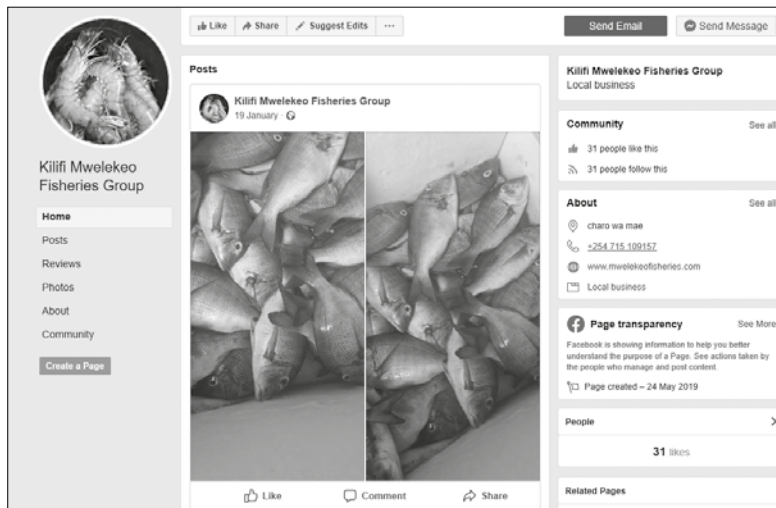 Kilifi Mwelekeo
Fisheries Group
Home
Posts
Reviews
Photos
About
Community
Create a Page
Like
Share
Suggest Edits
...
Send Email
Send Message
Posts
Kilifi Mwelekeo Fisheries Group
19 January ·
Like
Comment
Share
Kilifi Mwelekeo Fisheries Group
Local business
Community
See all
31 people like this
31 people follow this
About
See all
charo wa mae
+254 715 109157
www.mwelekeofisheries.com
Local business
Page transparency
See More
Facebook is showing information to help you better
understand the purpose of a Page. See actions taken by
the people who manage and post content.
Page created – 24 May 2019
People
31 likes
Related Pages